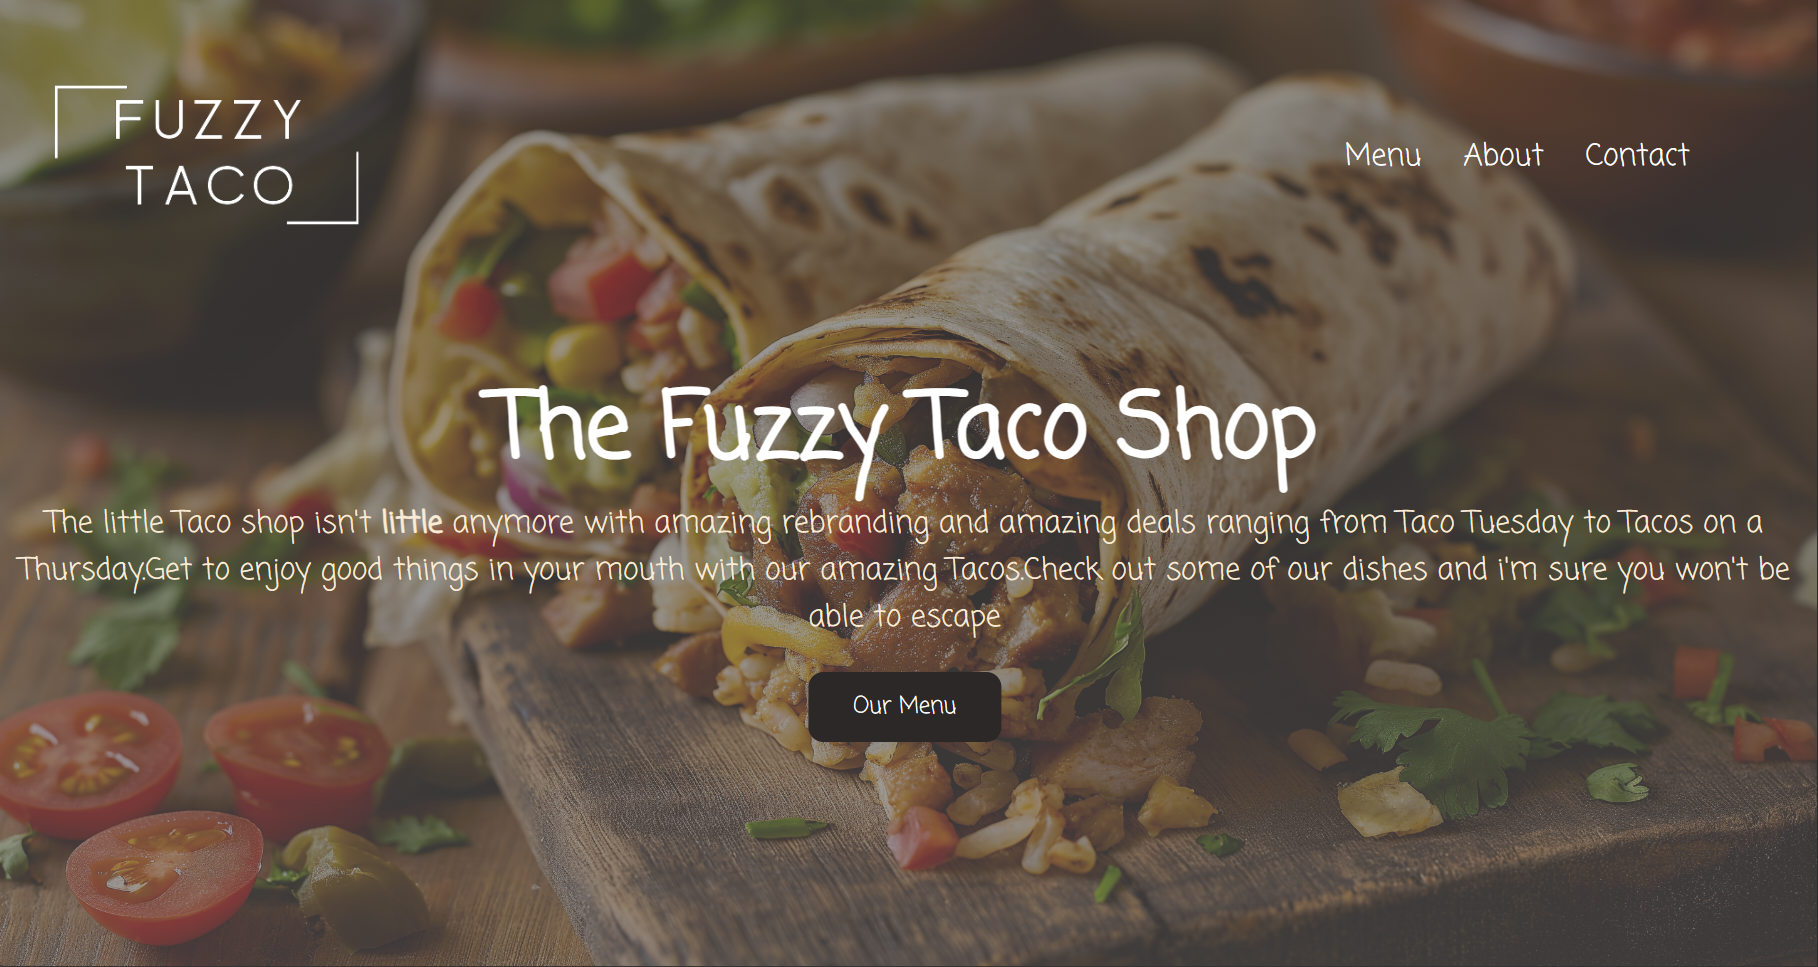 FUZZY
TACO
Menu About Contact
The Fuzzy Taco Shop
The little Taco shop isn't little anymore with amazing rebranding and amazing deals ranging from Taco Tuesday to Tacos on a
Thursday.Get to enjoy good things in your mouth with our amazing Tacos.Check out some of our dishes and i'm sure you won't be
able to escape
Our Menu